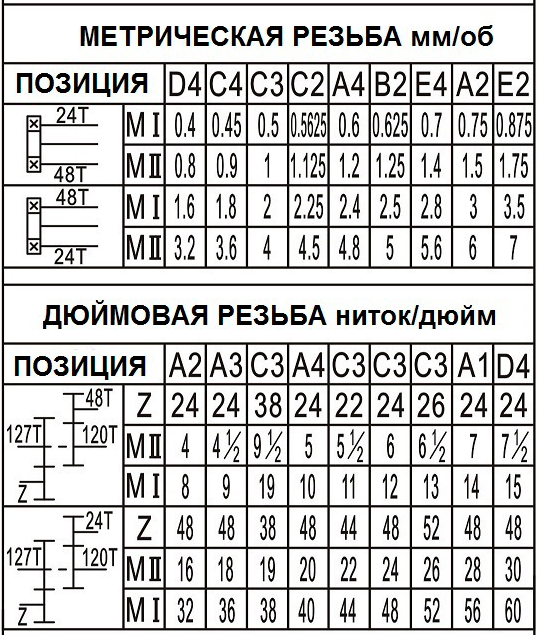 МЕТРИЧЕСКАЯ РЕЗЬБА мм/об
ПОЗИЦИЯ D4 C4 C3 C2 A4 B2 E4 A2 E2
24T 48T M I 0.4 0.45 0.5 0.5625 0.6 0.625 0.7 0.75 0.875
M II 0.8 0.9 1 1.125 1.2 1.25 1.4 1.5 1.75
48T 24T M I 1.6 1.8 2 2.25 2.4 2.5 2.8 3 3.5
M II 3.2 3.6 4 4.5 4.8 5 5.6 6 7
ДЮЙМОВАЯ РЕЗЬБА ниток/дюйм
ПОЗИЦИЯ A2 A3 C3 A4 C3 C3 C3 A1 D4
48T Z 24 24 38 24 22 24 26 24 24
127T 120T M II 4 4 1/2 9 1/2 5 5 1/2 6 6 1/2 7 7 1/2
Z M I 8 9 19 10 11 12 13 14 15
24T Z 48 48 38 48 44 48 52 48 48
127T 120T M II 16 18 19 20 22 24 26 28 30
Z M I 32 36 38 40 44 48 52 56 60